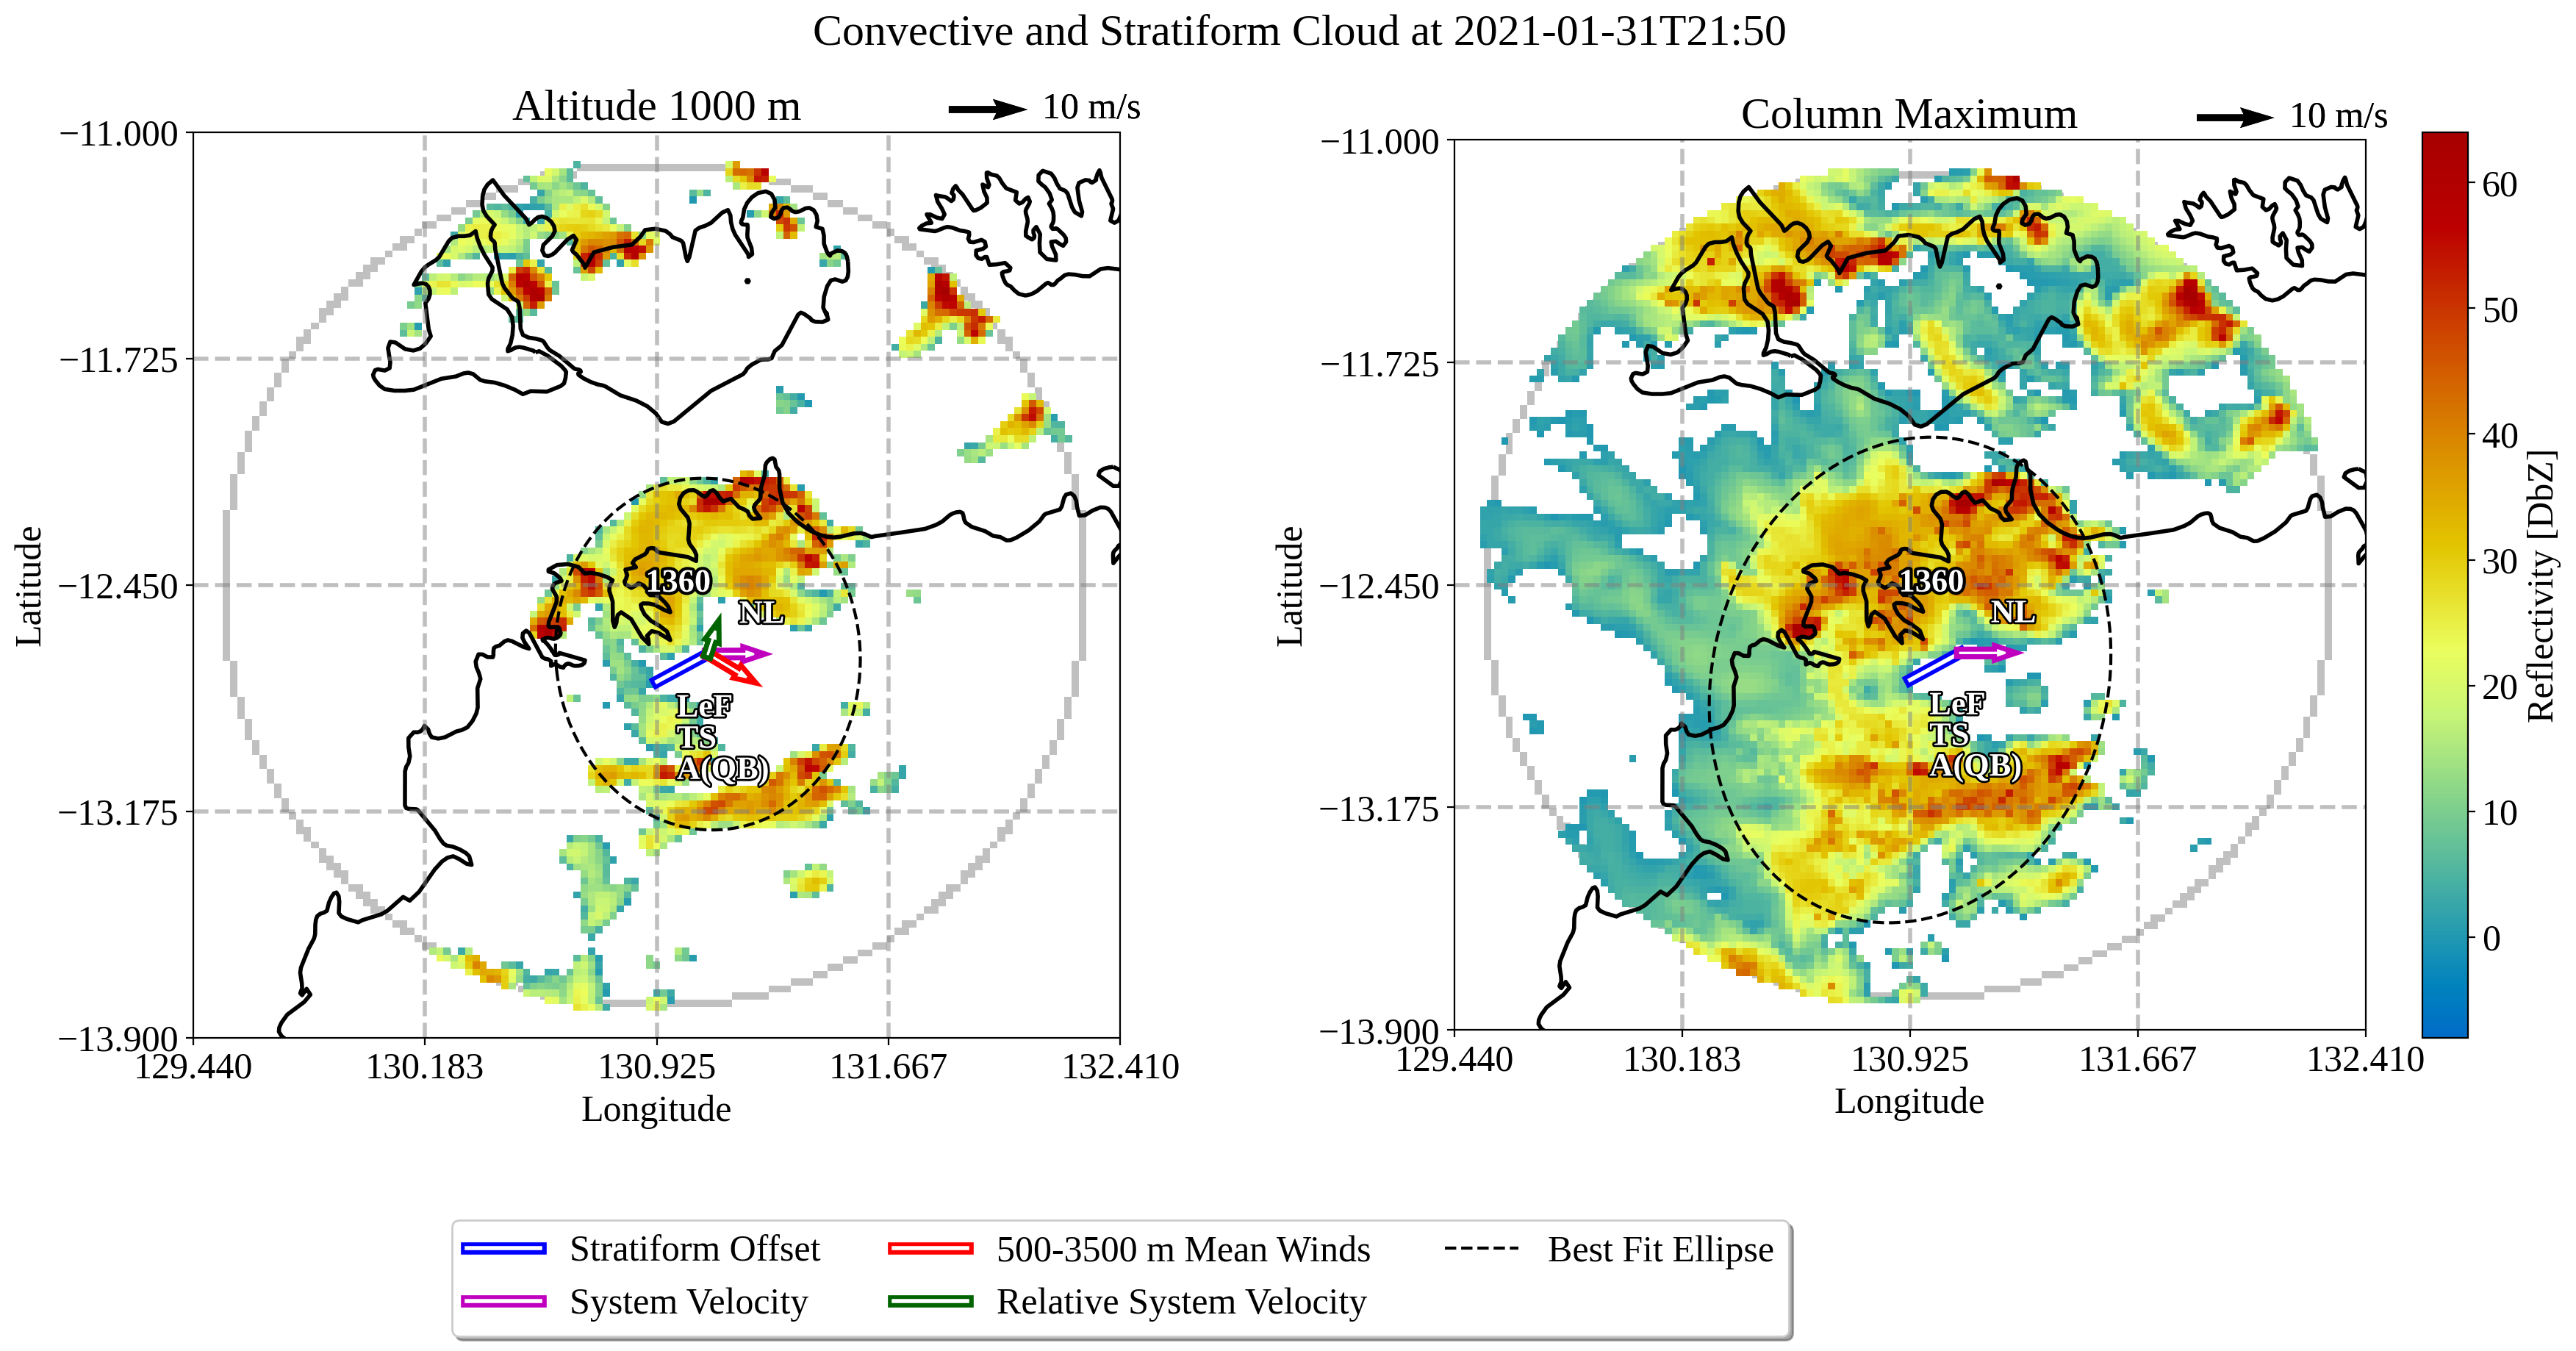 Convective and Stratiform Cloud at 2021-01-31T21:50
Altitude 1000 m
10 m/s
−11.000
−11.725
−12.450
−13.175
−13.900
Latitude
129.440
130.183
130.925
131.667
132.410
Longitude
1360
NL
LeF
TS
A(QB)
Column Maximum
10 m/s
−11.000
−11.725
−12.450
−13.175
−13.900
Latitude
129.440
130.183
130.925
131.667
132.410
Longitude
1360
NL
LeF
TS
A(QB)
60
50
40
30
20
10
0
Reflectivity [DbZ]
Stratiform Offset
System Velocity
500-3500 m Mean Winds
Relative System Velocity
Best Fit Ellipse